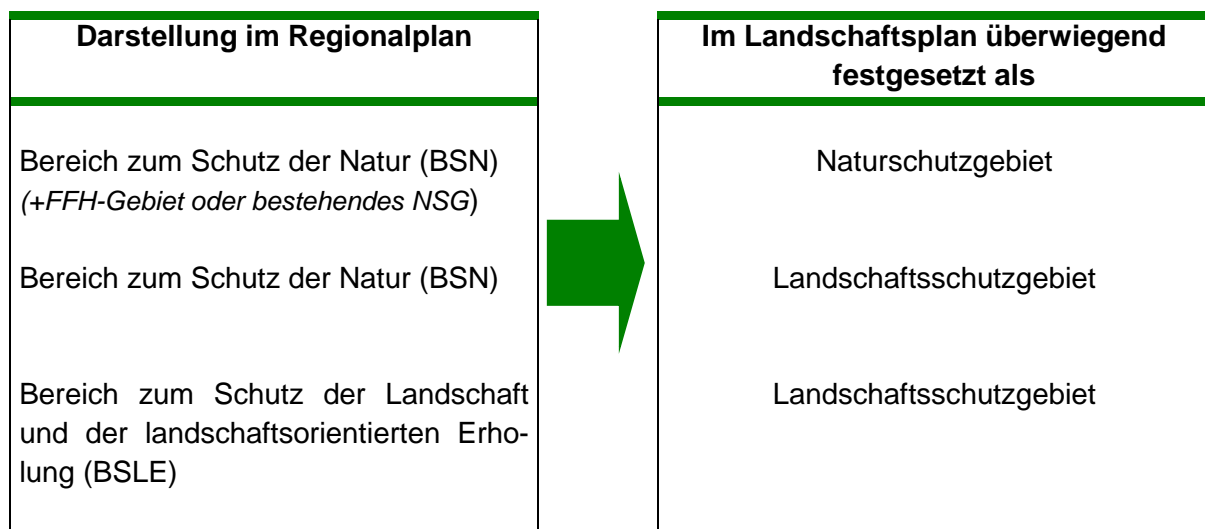 Darstellung im Regionalplan
Im Landschaftsplan überwiegend
festgesetzt als
Bereich zum Schutz der Natur (BSN)
(+FFH-Gebiet oder bestehendes NSG)
Naturschutzgebiet
Bereich zum Schutz der Natur (BSN)
Landschaftsschutzgebiet
Bereich zum Schutz der Landschaft
und der landschaftsorientierten Erho-
lung (BSLE)
Landschaftsschutzgebiet